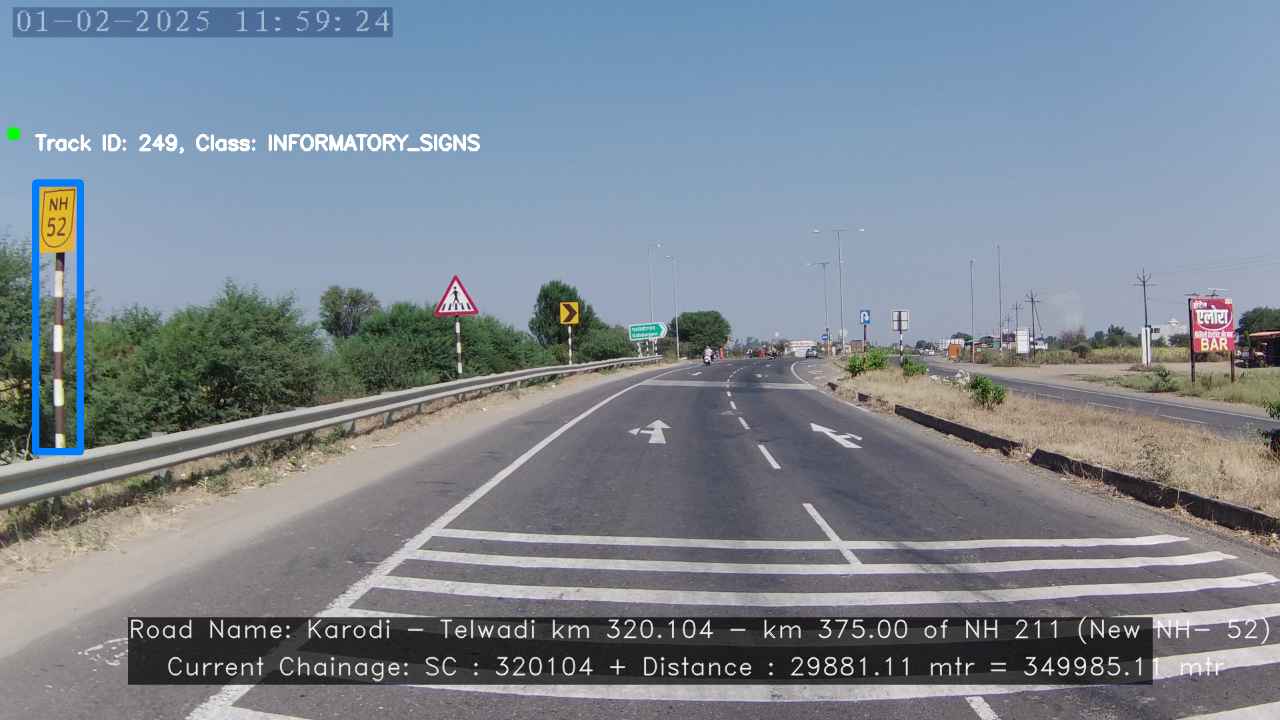 01-02-2025 11:59:24
Track ID: 249, Class: INFORMATORY_SIGNS
NH
52
एलोरा
BAR
Road Name: Karodi - Telwadi km 320.104 - km 375.00 of NH 211 (New NH- 52)
Current Chainage: SC : 320104 + Distance : 29881.11 mtr = 349985.11 mtr